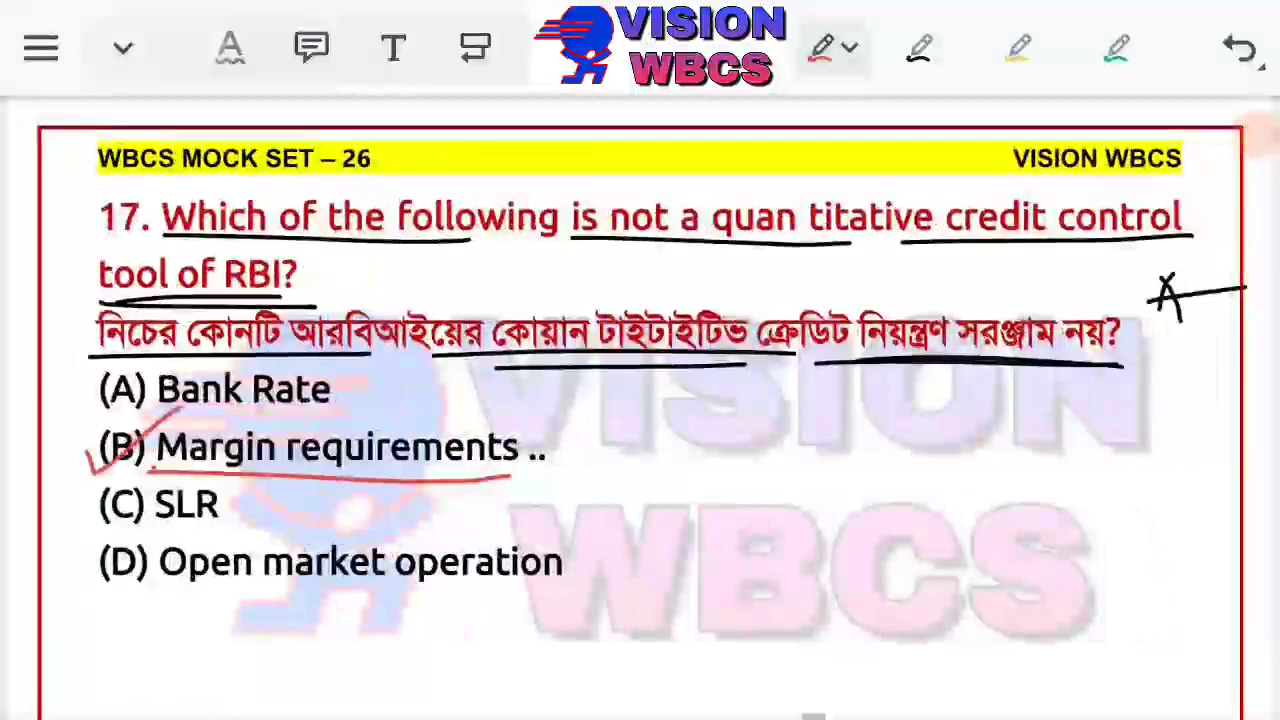 VISION
WBCS
WBCS MOCK SET – 26 VISION WBCS
17. Which of the following is not a quan titative credit control
tool of RBI?
নিচের কোনটি আরবিআইয়ের কোয়ান টাইটাইটিভ ক্রেডিট নিয়ন্ত্রণ সরঞ্জাম নয়?
(A) Bank Rate
(B) Margin requirements ..
(C) SLR
(D) Open market operation
VISION
WBCS